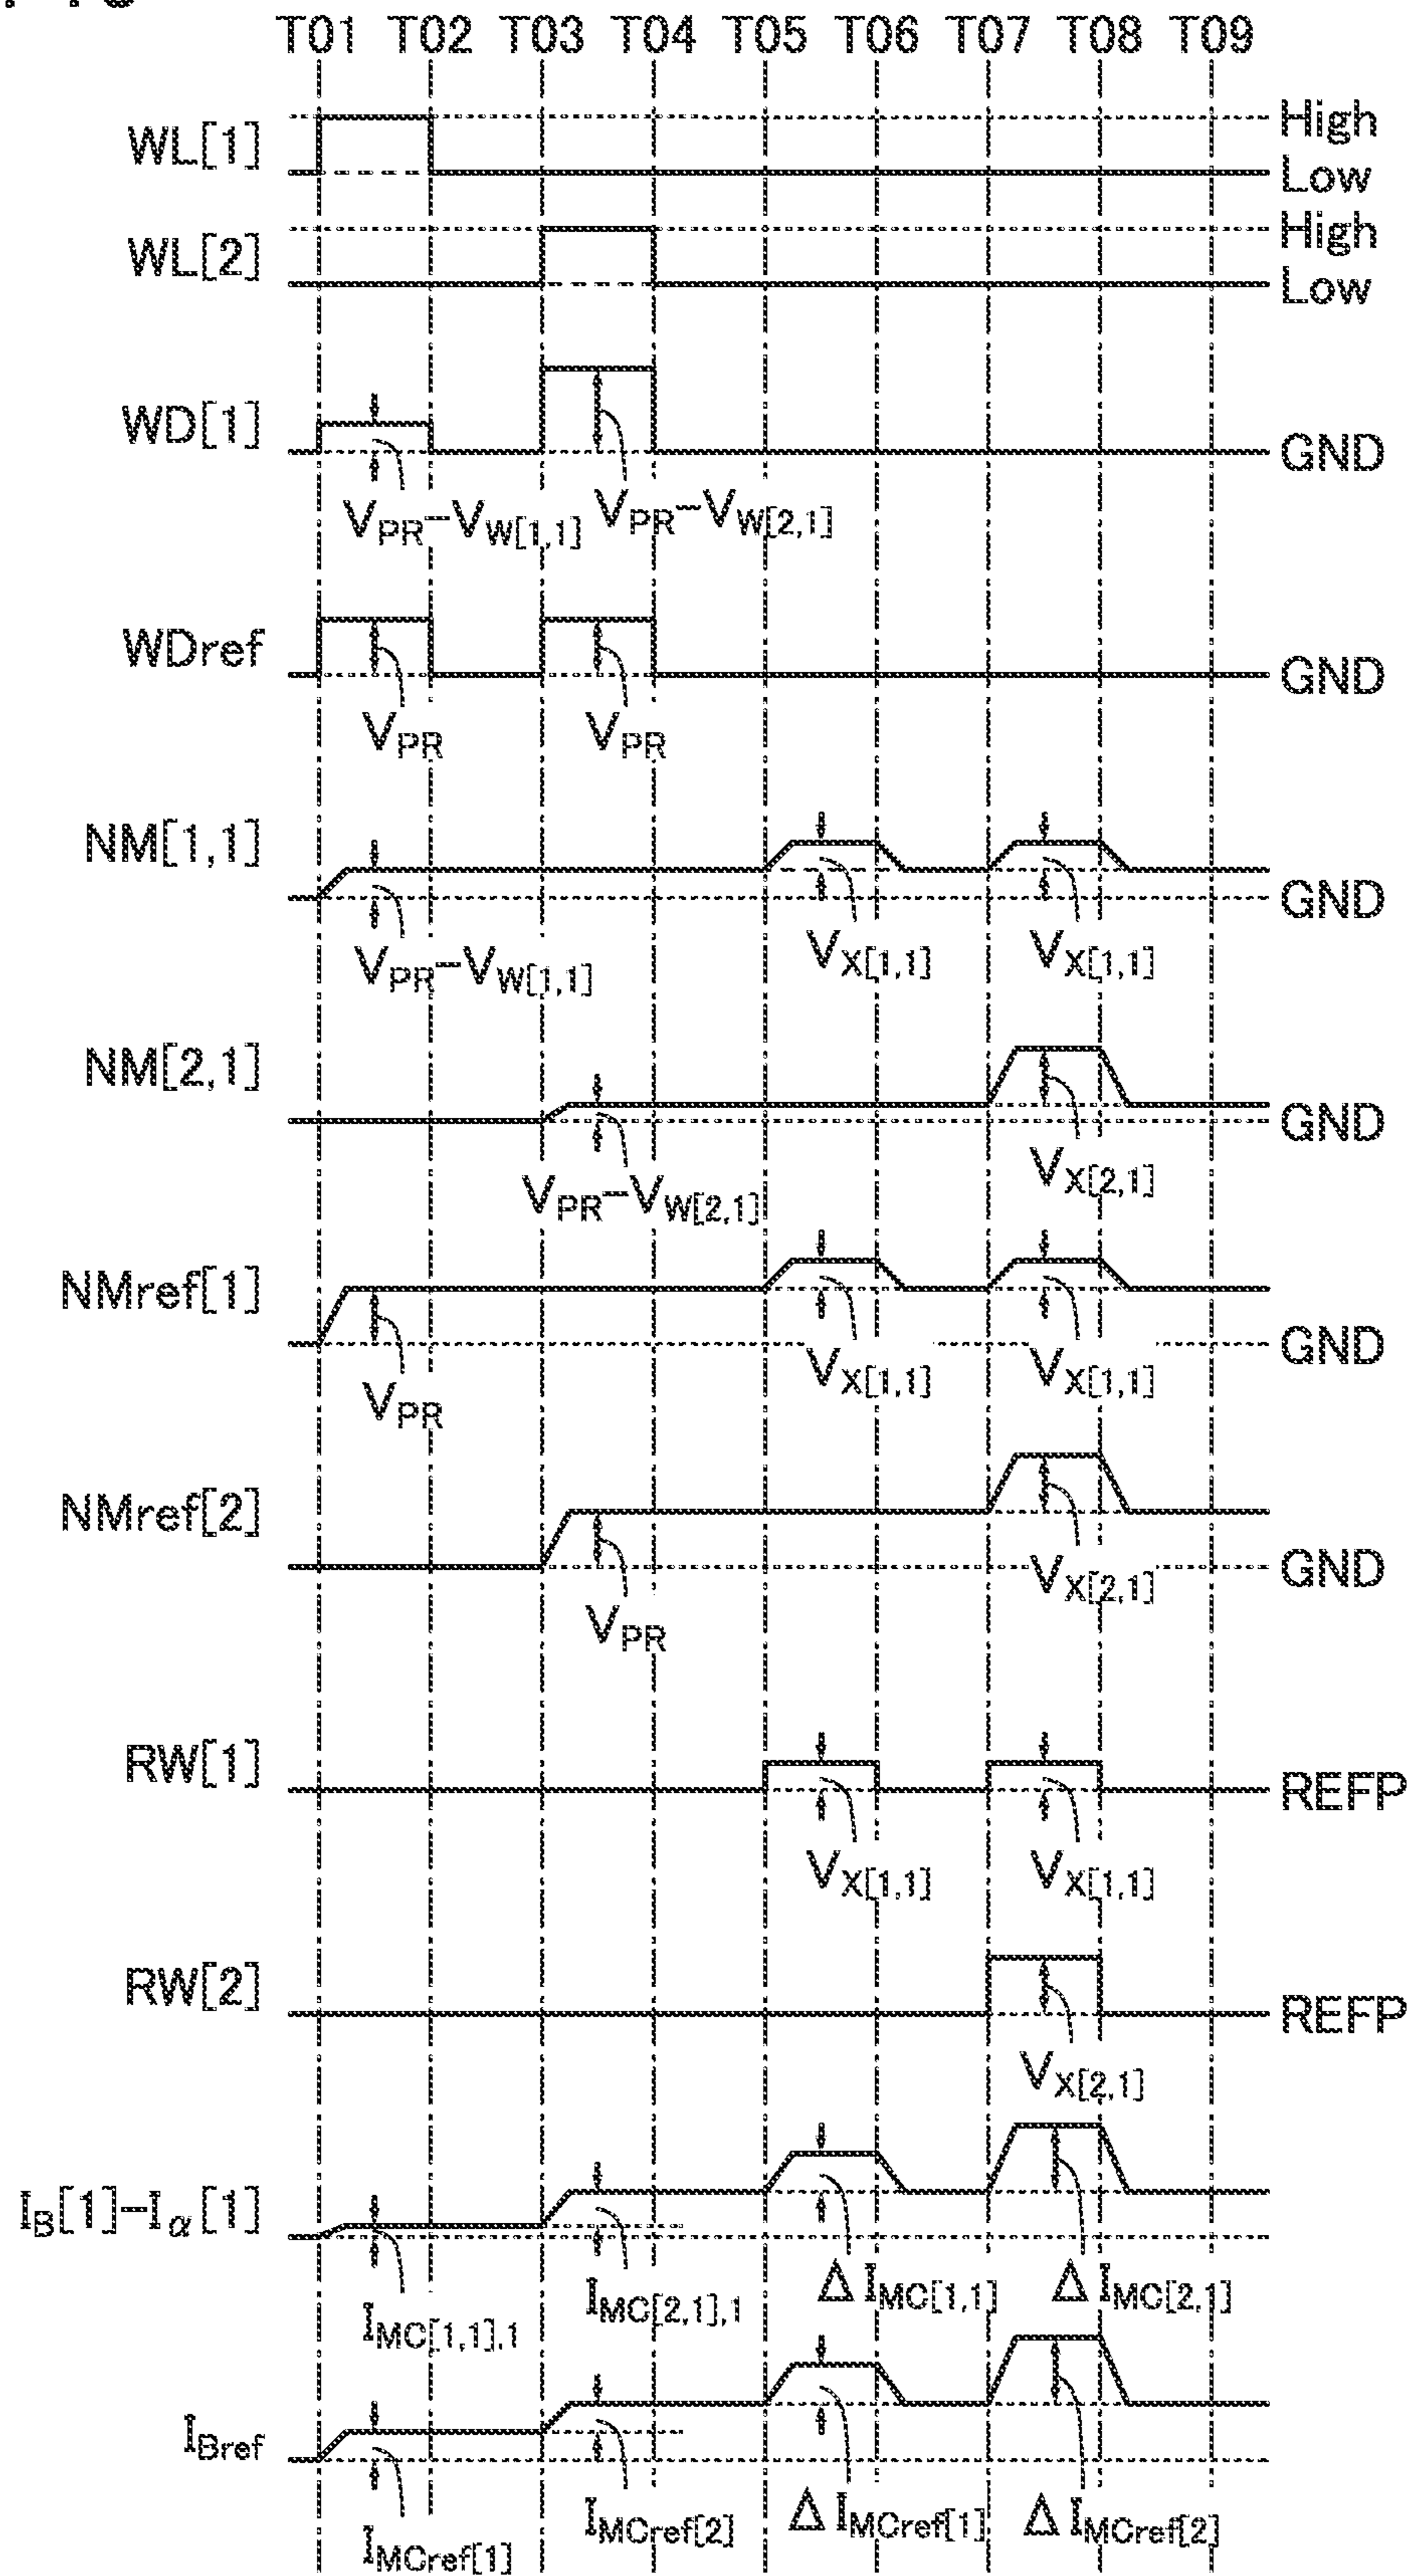 T01 T02 T03 T04 T05 T06 T07 T08 T09
WL[1] High
Low
WL[2] High
Low
WD[1] GND
VPR-VW[1,1] VPR-VW[2,1]
WDref GND
VPR VPR
NM[1,1] GND
VPR-VW[1,1] VX[1,1] VX[1,1]
NM[2,1] GND
VPR-VW[2,1] VX[2,1]
NMref[1] GND
VPR VX[1,1] VX[1,1]
NMref[2] GND
VPR VX[2,1]
RW[1] REFP
VX[1,1] VX[1,1]
RW[2] REFP
VX[2,1]
IB[1]-Iα[1]
IMC[1,1],1 IMC[2,1],1 Δ IMC[1,1] Δ IMC[2,1]
IBref
IMCref[1] IMCref[2] Δ IMCref[1] Δ IMCref[2]